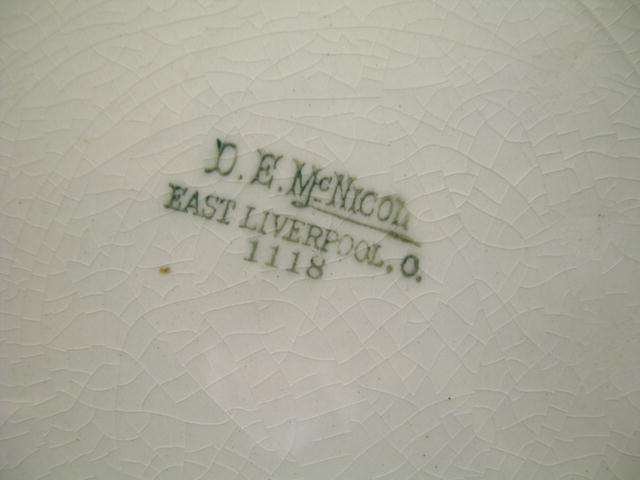 D. E. McNICOL
EAST LIVERPOOL, O.
1118